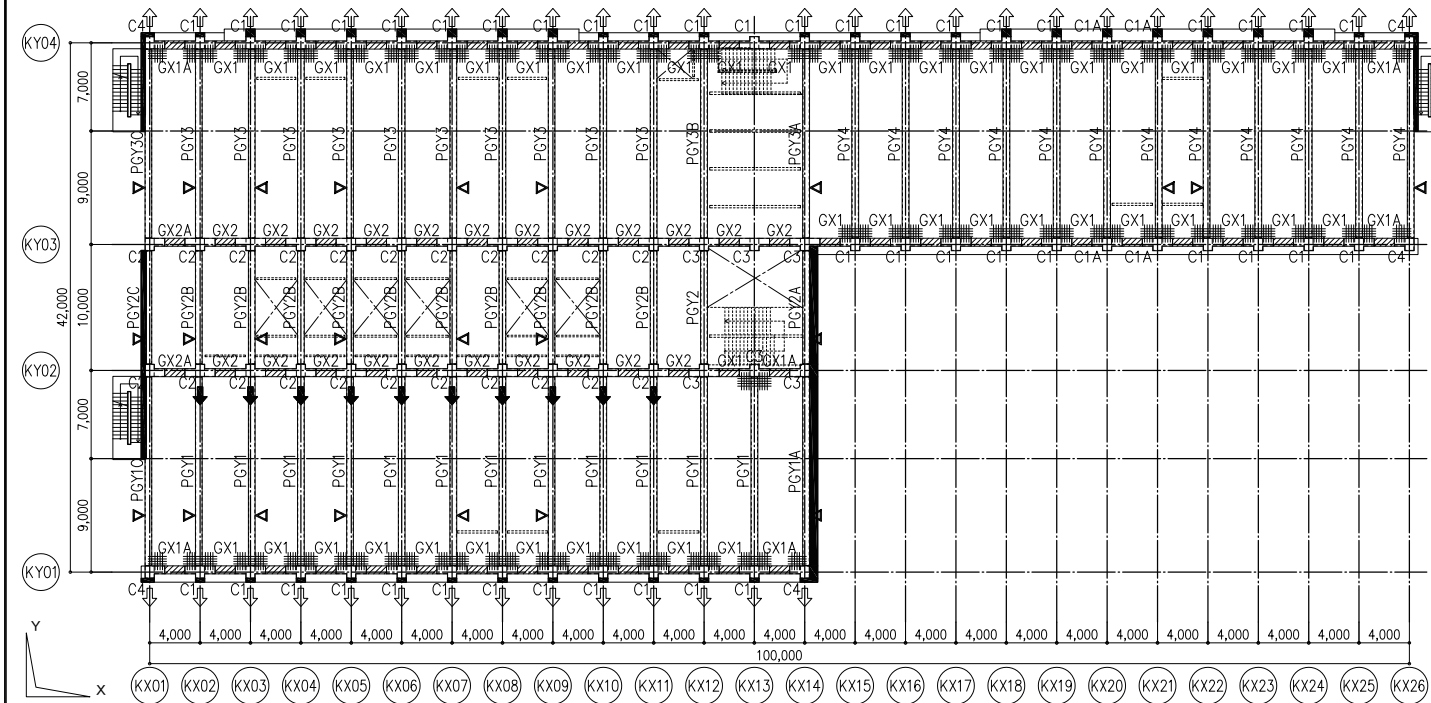 C4 C1 C1 C1 C1 C1 C1 C1 C1 C1 C1 C1 C1 C1 C1 C1 C1 C1 C1 C1A C1A C1 C1 C1 C1 C4
KY04
GX1A GX1 GX1 GX1 GX1 GX1 GX1 GX1 GX1 GX1 GX1 GX1 GX1 GX1 GX1 GX1 GX1 GX1 GX1 GX1 GX1 GX1 GX1 GX1 GX1A
7,000
PGY3C PGY3 PGY3 PGY3 PGY3 PGY3 PGY3 PGY3 PGY3 PGY3 PGY3 PGY3B PGY3A PGY4 PGY4 PGY4 PGY4 PGY4 PGY4 PGY4 PGY4 PGY4 PGY4 PGY4 PGY4
9,000
GX2A GX2 GX2 GX2 GX2 GX2 GX2 GX2 GX2 GX2 GX2 GX2 GX2 GX1 GX1 GX1 GX1 GX1 GX1 GX1 GX1 GX1 GX1 GX1 GX1A
KY03
C2 C2 C2 C2 C2 C2 C2 C2 C2 C2 C2 C3 C3 C3 C1 C1 C1 C1 C1 C1A C1A C1 C1 C1 C1 C4
42,000
10,000
PGY2C PGY2B PGY2B PGY2B PGY2B PGY2B PGY2B PGY2B PGY2B PGY2B PGY2B PGY2 PGY2A
GX2A GX2 GX2 GX2 GX2 GX2 GX2 GX2 GX2 GX2 GX2 GX1 C3 GX1A
KY02
C2 C2 C2 C2 C2 C2 C2 C2 C2 C2 C3 C3
7,000
PGY1C PGY1 PGY1 PGY1 PGY1 PGY1 PGY1 PGY1 PGY1 PGY1 PGY1 PGY1 PGY1 PGY1A
9,000
GX1A GX1 GX1 GX1 GX1 GX1 GX1 GX1 GX1 GX1 GX1 GX1 GX1A
KY01
C4 C1 C1 C1 C1 C1 C1 C1 C1 C1 C1 C1 C1 C4
Y
4,000 4,000 4,000 4,000 4,000 4,000 4,000 4,000 4,000 4,000 4,000 4,000 4,000 4,000 4,000 4,000 4,000 4,000 4,000 4,000 4,000 4,000 4,000 4,000 4,000
100,000
X
KX01 KX02 KX03 KX04 KX05 KX06 KX07 KX08 KX09 KX10 KX11 KX12 KX13 KX14 KX15 KX16 KX17 KX18 KX19 KX20 KX21 KX22 KX23 KX24 KX25 KX26